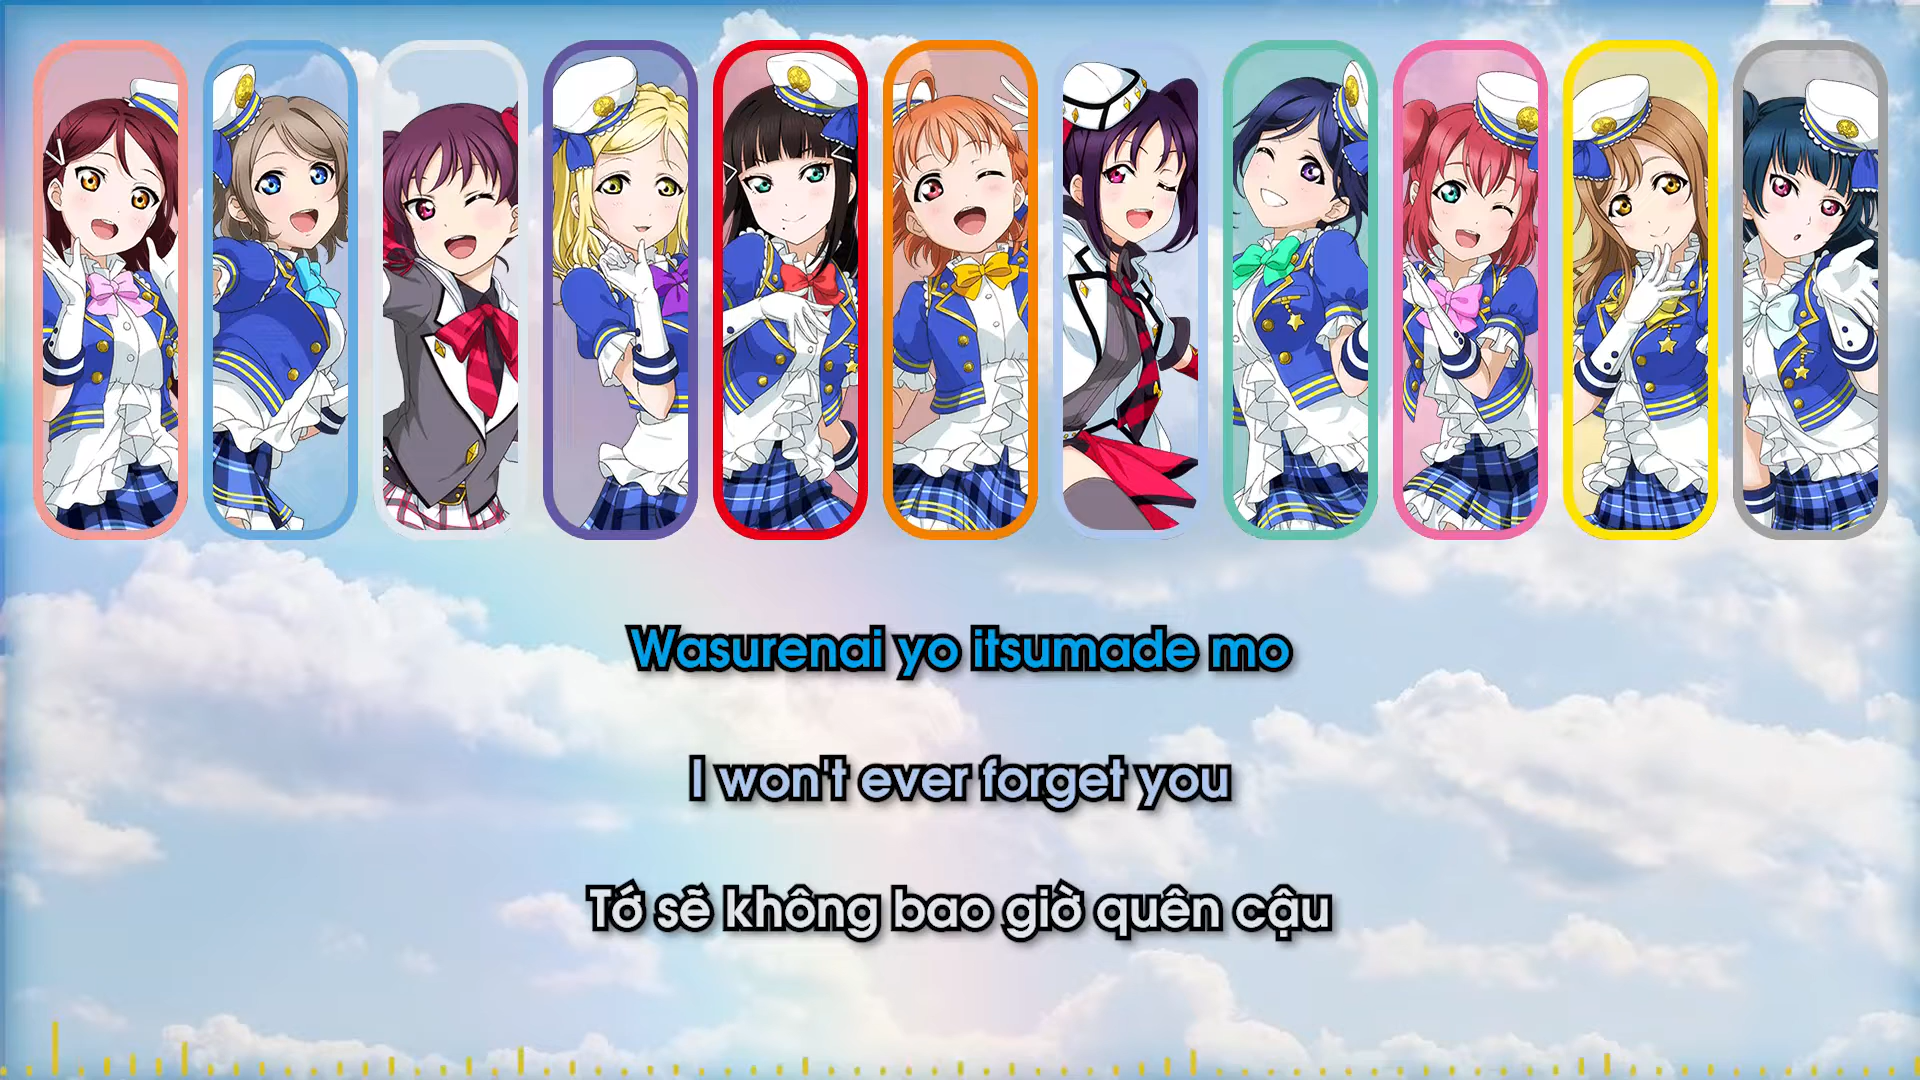 Wasurenai yo itsumade mo
I won't ever forget you
Tớ sẽ không bao giờ quên cậu